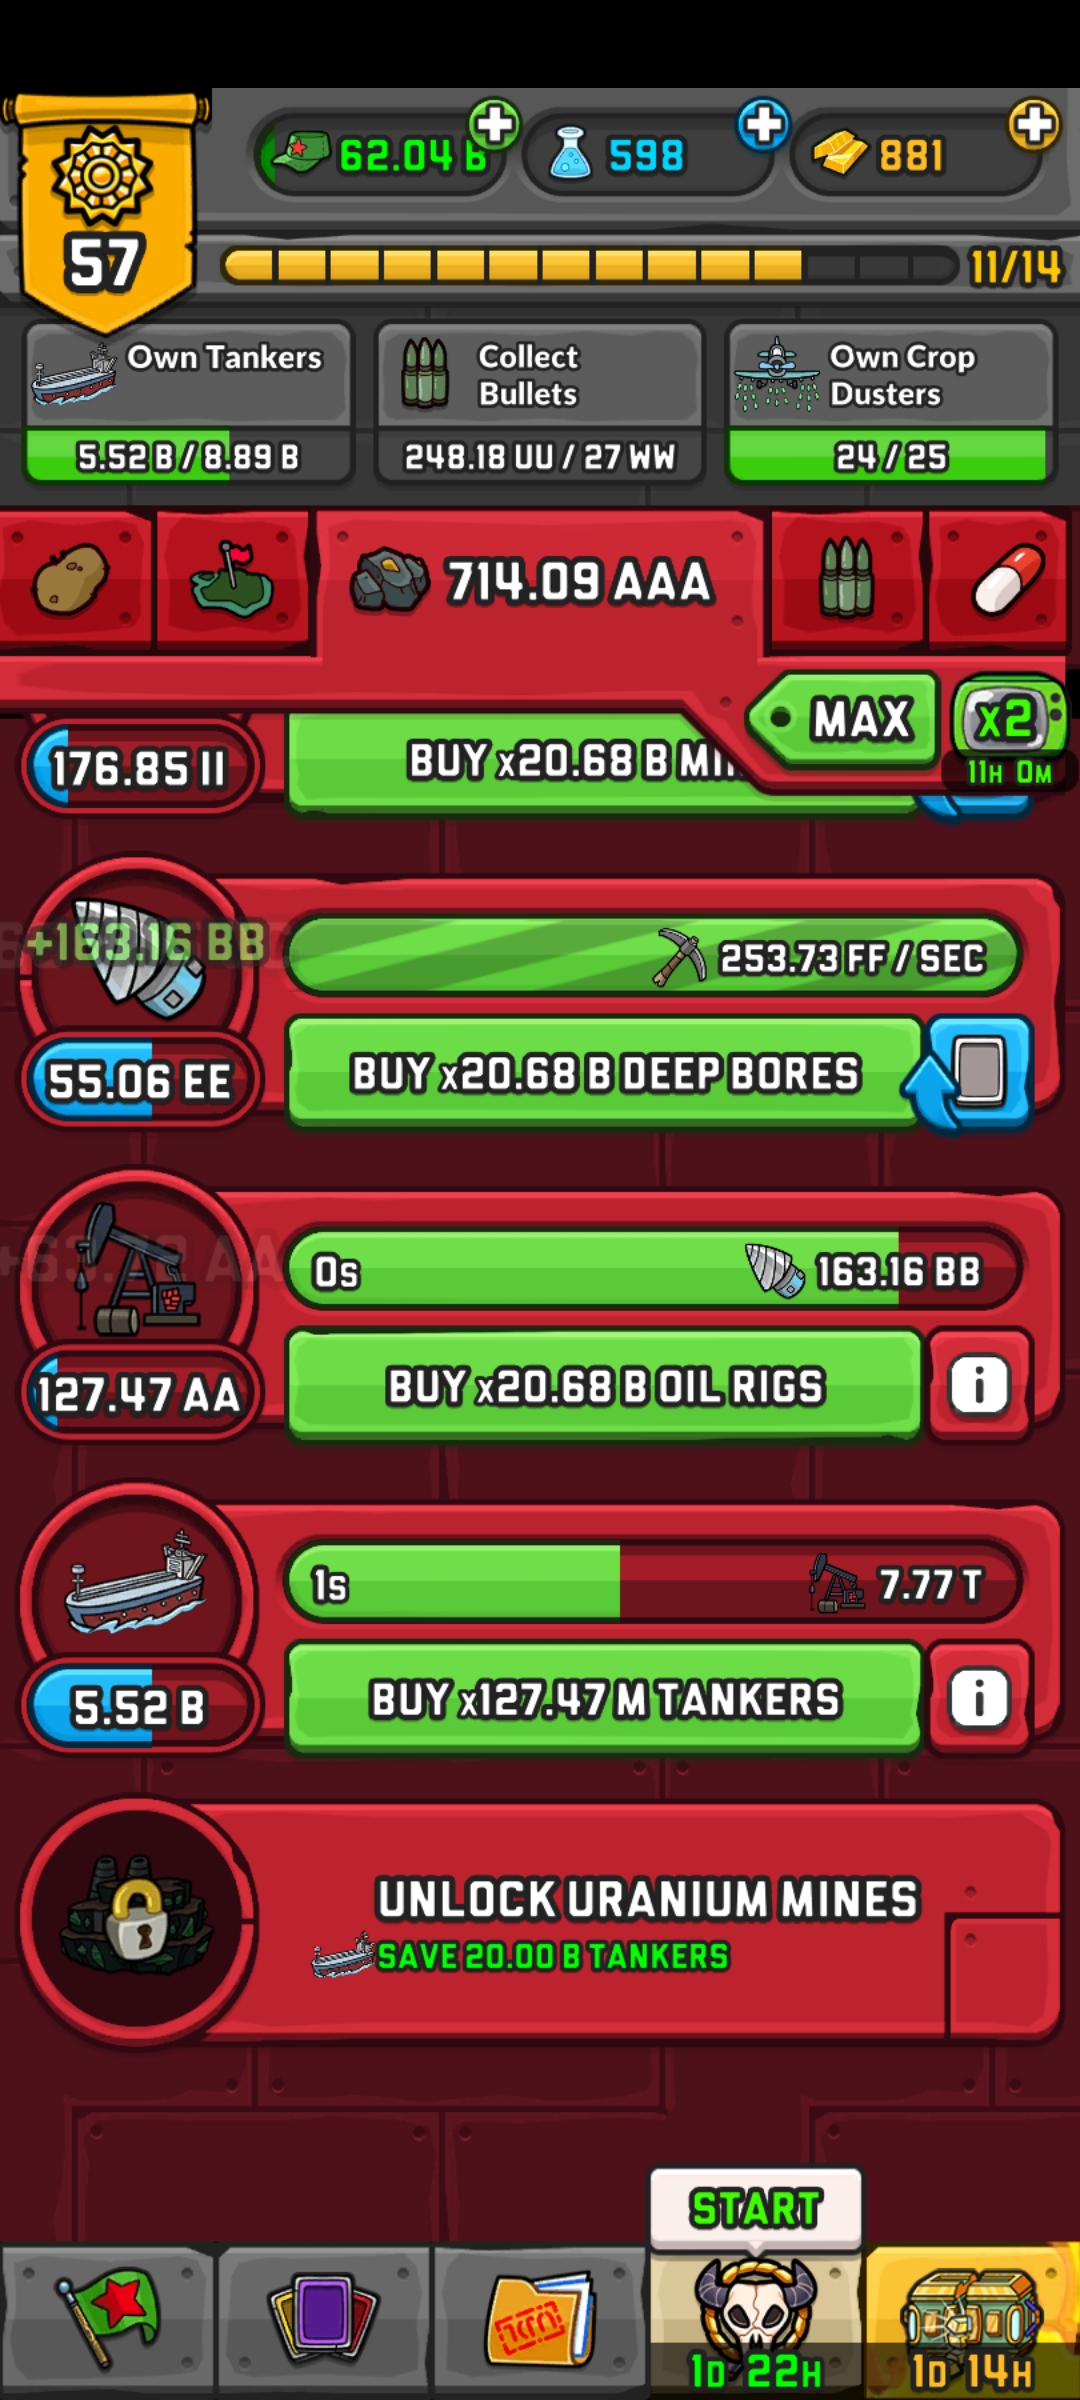 62.04 B
598
881
57
11/14
Own Tankers
5.52 B / 8.89 B
Collect
Bullets
248.18 UU / 27 WW
Own Crop
Dusters
24 / 25
714.09 AAA
MAX
x2
11H 0M
176.85 II
BUY x20.68 B
+163.16 BB
253.73 FF / SEC
55.06 EE
BUY x20.68 B DEEP BORES
0s
163.16 BB
127.47 AA
BUY x20.68 B OIL RIGS
i
1s
7.77 T
5.52 B
BUY x127.47 M TANKERS
i
UNLOCK URANIUM MINES
SAVE 20.00 B TANKERS
START
1D 22H
1D 14H